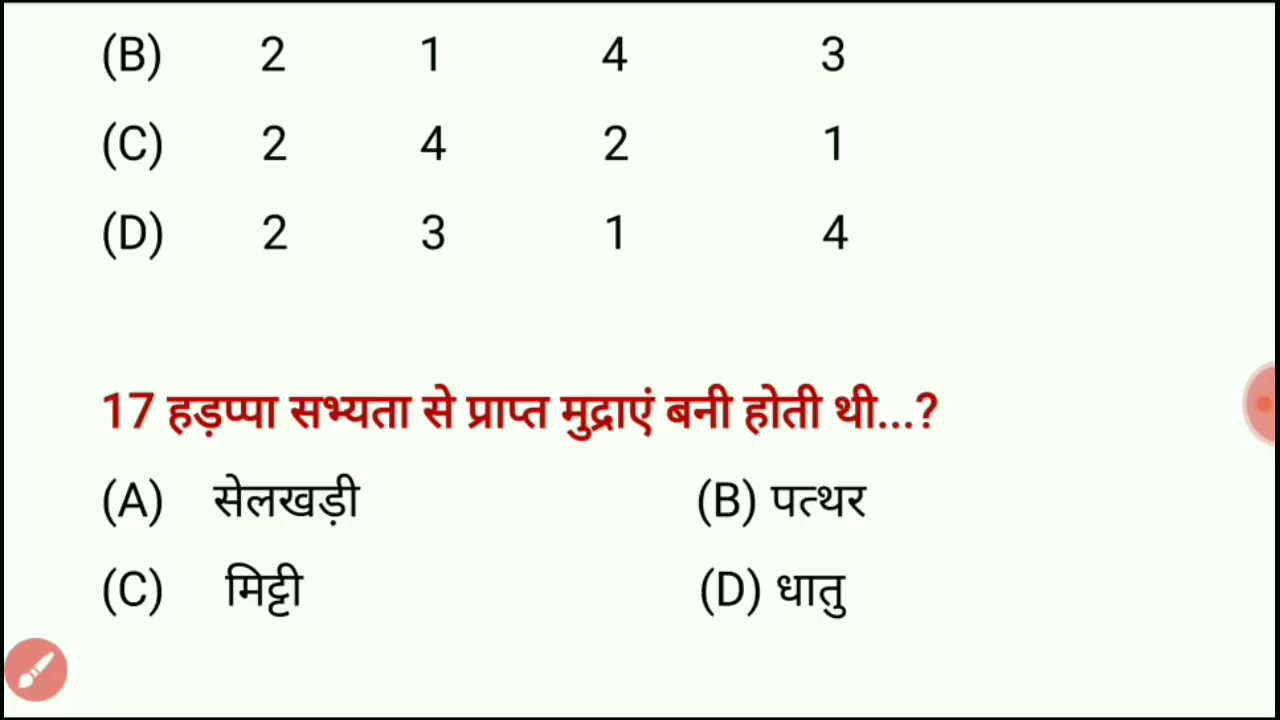 (B) 2 1 4 3
(C) 2 4 2 1
(D) 2 3 1 4
17 हड़प्पा सभ्यता से प्राप्त मुद्राएं बनी होती थी...?
(A) सेलखड़ी (B) पत्थर
(C) मिट्टी (D) धातु